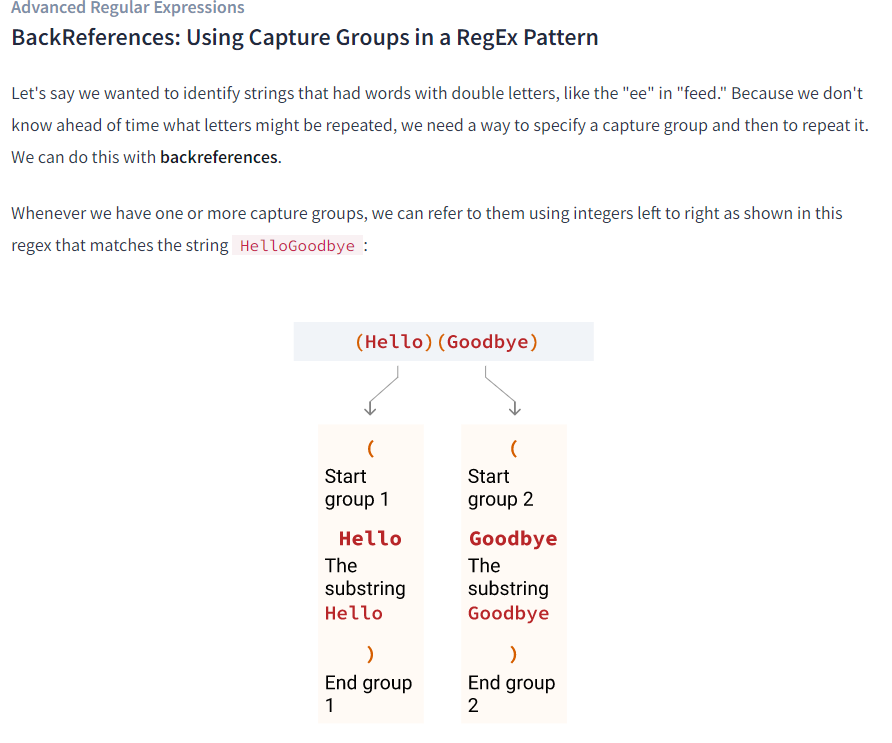 Advanced Regular Expressions
BackReferences: Using Capture Groups in a RegEx Pattern
Let's say we wanted to identify strings that had words with double letters, like the "ee" in "feed." Because we don't
know ahead of time what letters might be repeated, we need a way to specify a capture group and then to repeat it.
We can do this with backreferences.
Whenever we have one or more capture groups, we can refer to them using integers left to right as shown in this
regex that matches the string HelloGoodbye :
(Hello)(Goodbye)
(
Start
group 1
Hello
The
substring
Hello
)
End group
1
(
Start
group 2
Goodbye
The
substring
Goodbye
)
End group
2